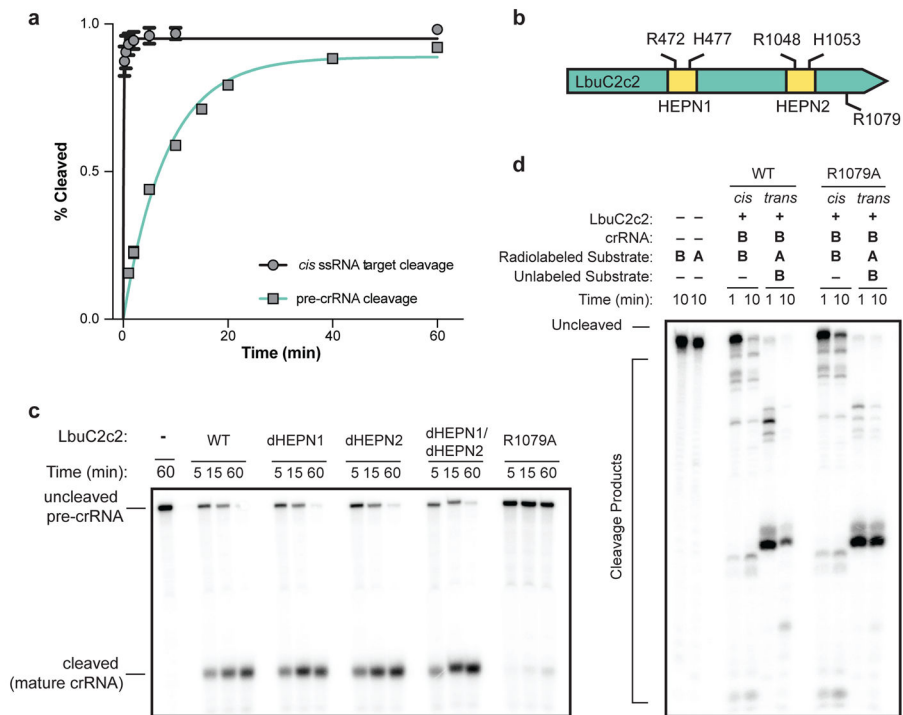 a
1.0
0.5
0.0
% Cleaved
0 20 40 60
Time (min)
cis ssRNA target cleavage
pre-crRNA cleavage
b
R472 H477 R1048 H1053
LbuC2c2
HEPN1 HEPN2
R1079
c
LbuC2c2: - WT dHEPN1 dHEPN2 dHEPN1/
dHEPN2 R1079A
Time (min): 60 5 15 60 5 15 60 5 15 60 5 15 60 5 15 60
uncleaved
pre-crRNA
cleaved
(mature crRNA)
d
WT R1079A
cis trans cis trans
LbuC2c2: – – + + + +
crRNA: – – B B B B
Radiolabeled Substrate: B A B A B A
Unlabeled Substrate: – – – B – B
Time (min): 10 10 1 10 1 10 1 10 1 10
Uncleaved
Cleavage Products